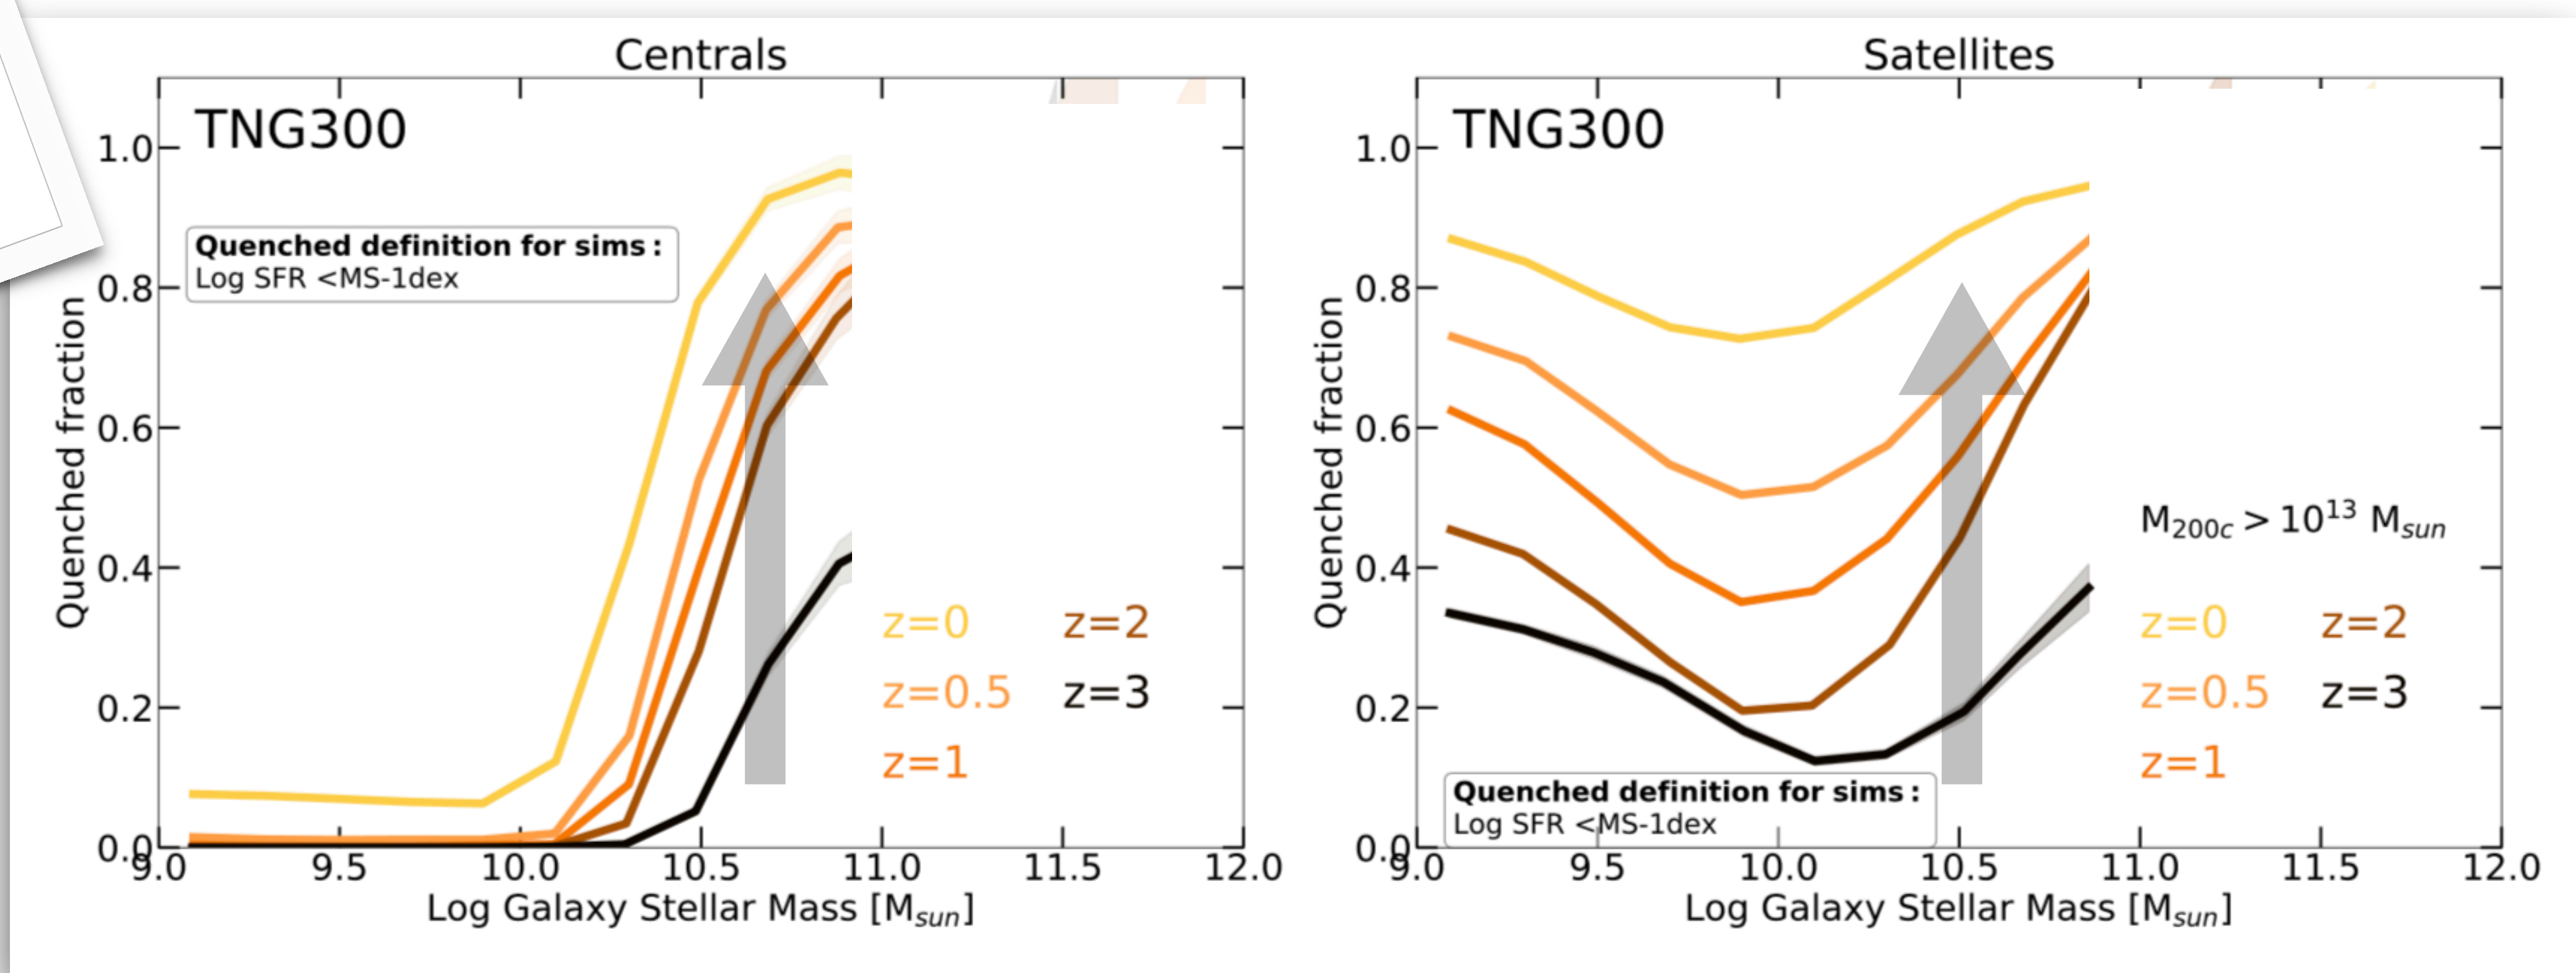 Centrals
TNG300
Quenched definition for sims:
Log SFR <MS-1dex
Quenched fraction
1.0
0.8
0.6
0.4
0.2
0.0
z=0
z=2
z=0.5
z=3
z=1
9.0
9.5
10.0
10.5
11.0
11.5
12.0
Log Galaxy Stellar Mass [Msun]
Satellites
TNG300
Quenched fraction
1.0
0.8
0.6
0.4
0.2
0.0
M200c > 10^13 Msun
z=0
z=2
z=0.5
z=3
z=1
Quenched definition for sims:
Log SFR <MS-1dex
9.0
9.5
10.0
10.5
11.0
11.5
12.0
Log Galaxy Stellar Mass [Msun]